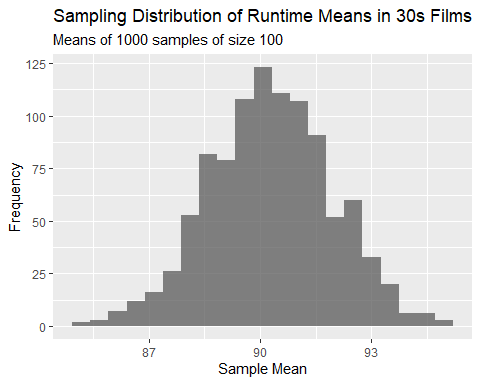 Sampling Distribution of Runtime Means in 30s Films
Means of 1000 samples of size 100
125
100
75
50
25
0
Frequency
87 90 93
Sample Mean